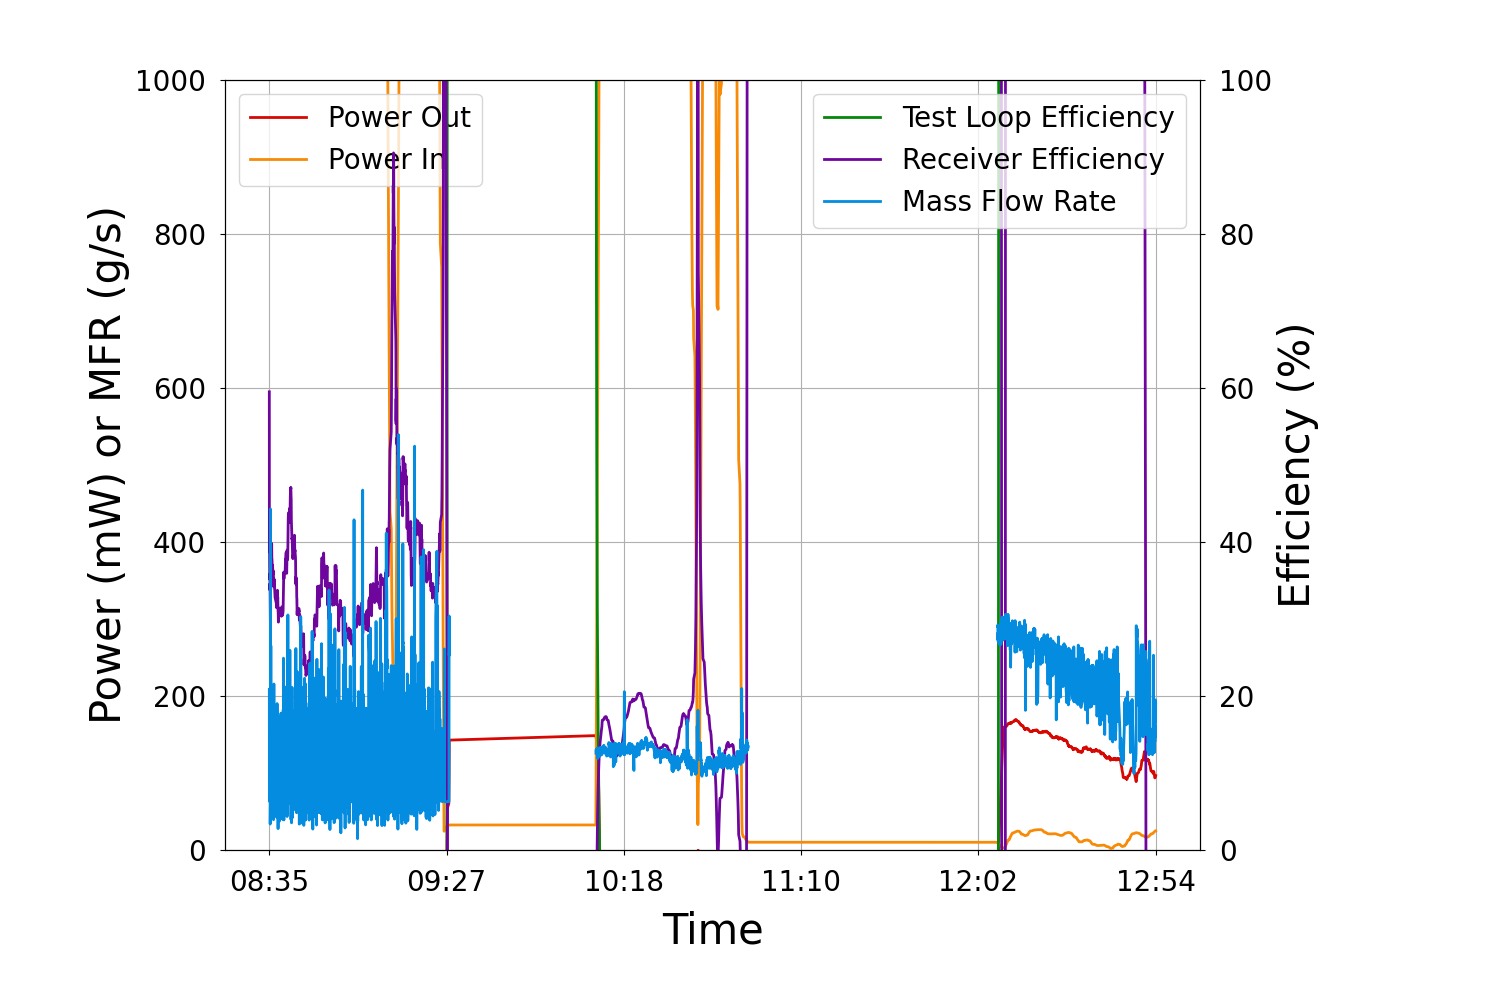 1000
800
600
400
200
0
Power (mW) or MFR (g/s)
Power Out
Power In
Test Loop Efficiency
Receiver Efficiency
Mass Flow Rate
100
80
60
40
20
0
Efficiency (%)
08:35
09:27
10:18
11:10
12:02
12:54
Time